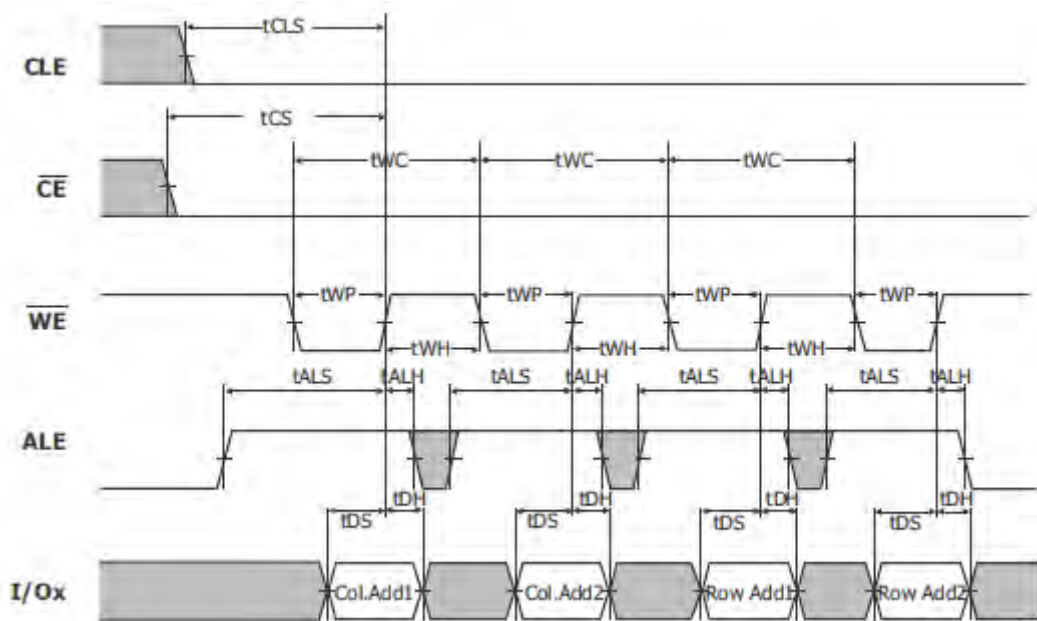 tCLS
CLE
tCS
tWC tWC tWC
CE
tWP tWP tWP tWP
WE
tWH tWH tWH
tALS tALH tALS tALH tALS tALH tALS tALH
ALE
tDH tDH tDH tDH
tDS tDS tDS tDS
I/Ox Col.Add1 Col.Add2 Row Add1 Row Add2